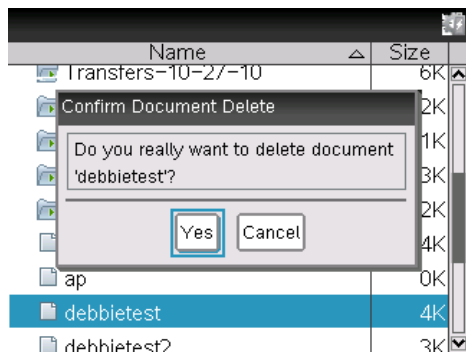 Name Size
Transfers-10-27-10 6K
Confirm Document Delete 2K
1K
Do you really want to delete document
'debbietest'? 3K
2K
Yes Cancel
4K
ap 0K
debbietest 4K
debbietest2 3K